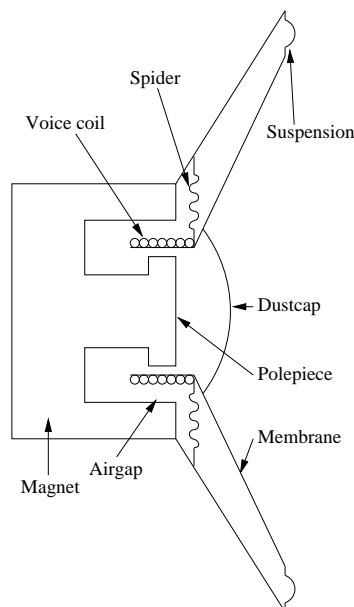 Spider
Voice coil
Suspension
Dustcap
Polepiece
Membrane
Airgap
Magnet